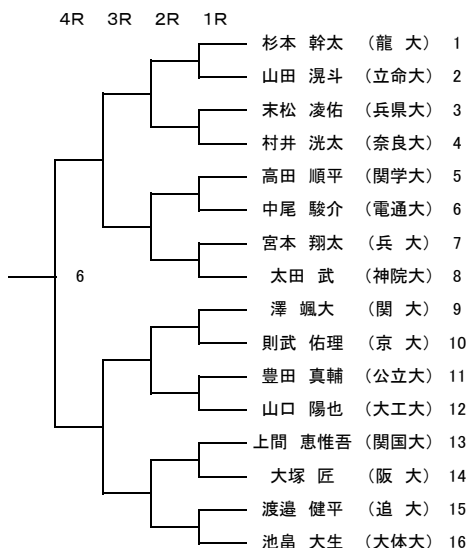 4R 3R 2R 1R
杉本 幹太 （龍 大） 1
山田 滉斗 （立命大） 2
末松 凌佑 （兵県大） 3
村井 洸太 （奈良大） 4
高田 順平 （関学大） 5
中尾 駿介 （電通大） 6
宮本 翔太 （兵 大） 7
6 太田 武 （神院大） 8
澤 颯大 （関 大） 9
則武 佑理 （京 大） 10
豊田 真輔 （公立大） 11
山口 陽也 （大工大） 12
上間 恵惟吾 （関国大） 13
大塚 匠 （阪 大） 14
渡邉 健平 （追 大） 15
池畠 大生 （大体大） 16